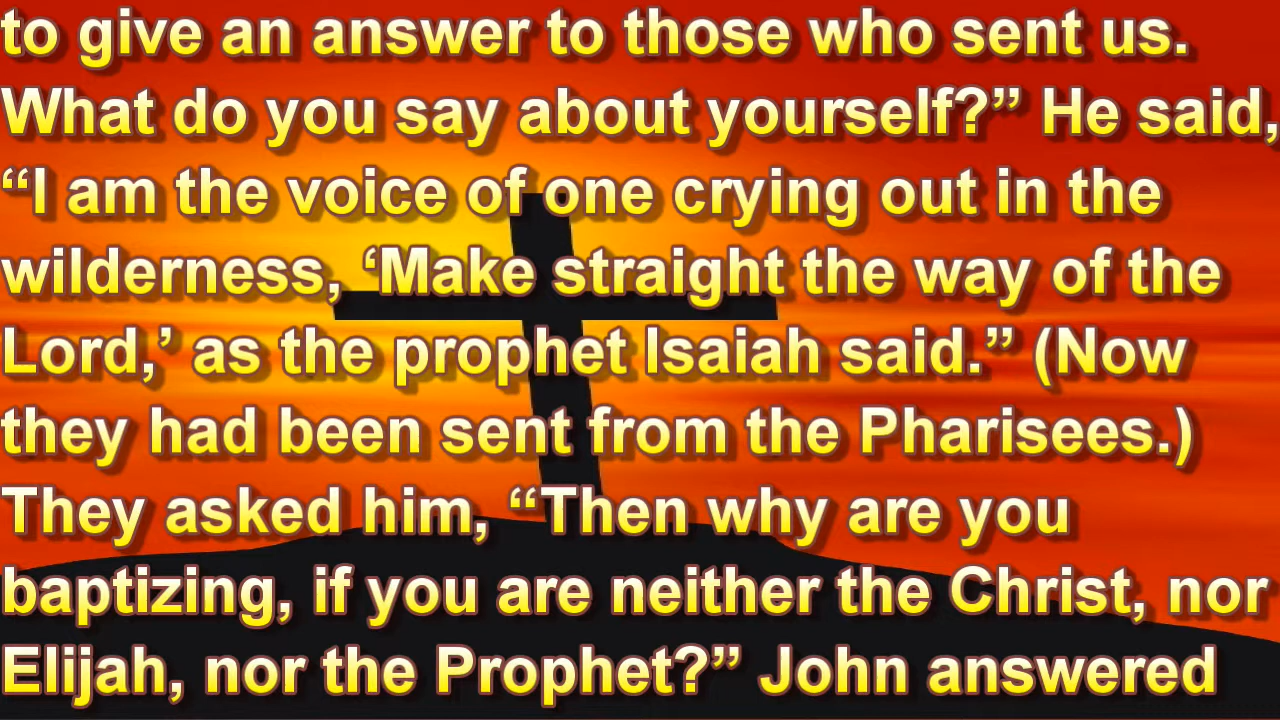 to give an answer to those who sent us.
What do you say about yourself?” He said,
“I am the voice of one crying out in the
wilderness, ‘Make straight the way of the
Lord,’ as the prophet Isaiah said.” (Now
they had been sent from the Pharisees.)
They asked him, “Then why are you
baptizing, if you are neither the Christ, nor
Elijah, nor the Prophet?” John answered